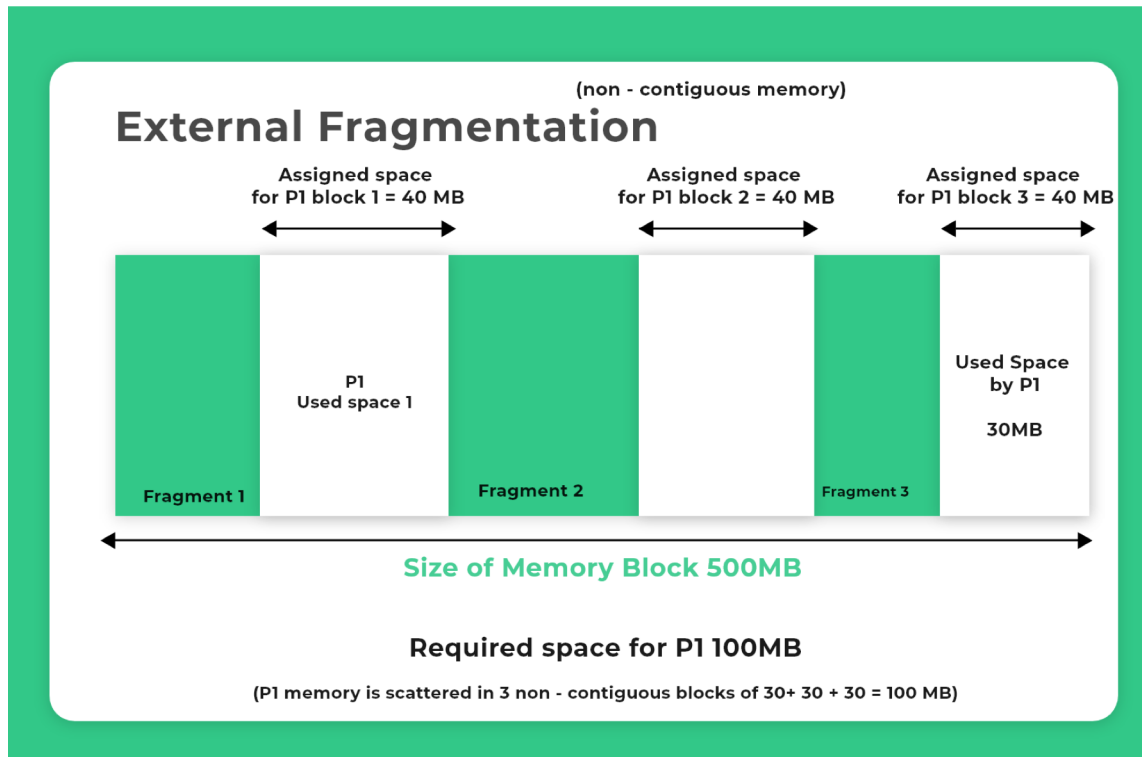 (non - contiguous memory)
External Fragmentation
Assigned space
for P1 block 1 = 40 MB
Assigned space
for P1 block 2 = 40 MB
Assigned space
for P1 block 3 = 40 MB
P1
Used space 1
Used Space
by P1
30MB
Fragment 1
Fragment 2
Fragment 3
Size of Memory Block 500MB
Required space for P1 100MB
(P1 memory is scattered in 3 non - contiguous blocks of 30+ 30 + 30 = 100 MB)